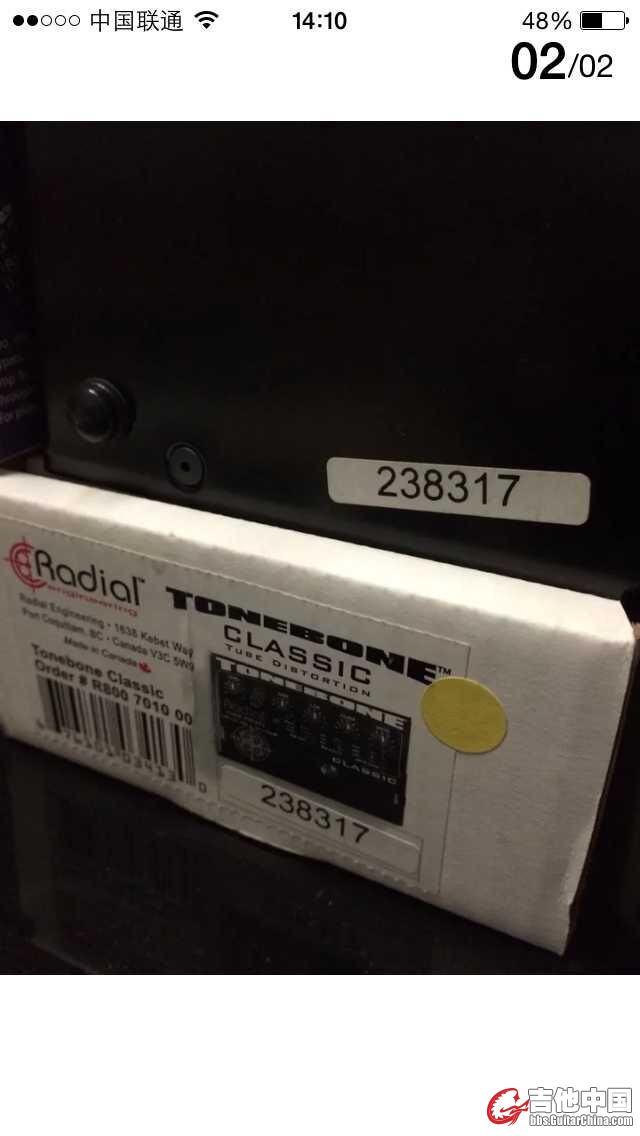 中国联通
14:10
48%
02/02
238317
Radial™
engineering
Radial Engineering • 1638 Kebet Way
Port Coquitlam, BC • Canada V3C 5W9
Made in Canada
Tonebone Classic
Order # R800 7010 00
TONEBONE™
CLASSIC
TUBE DISTORTION
TONEBONE
CLASSIC
238317
吉他中国
bbs.GuitarChina.com